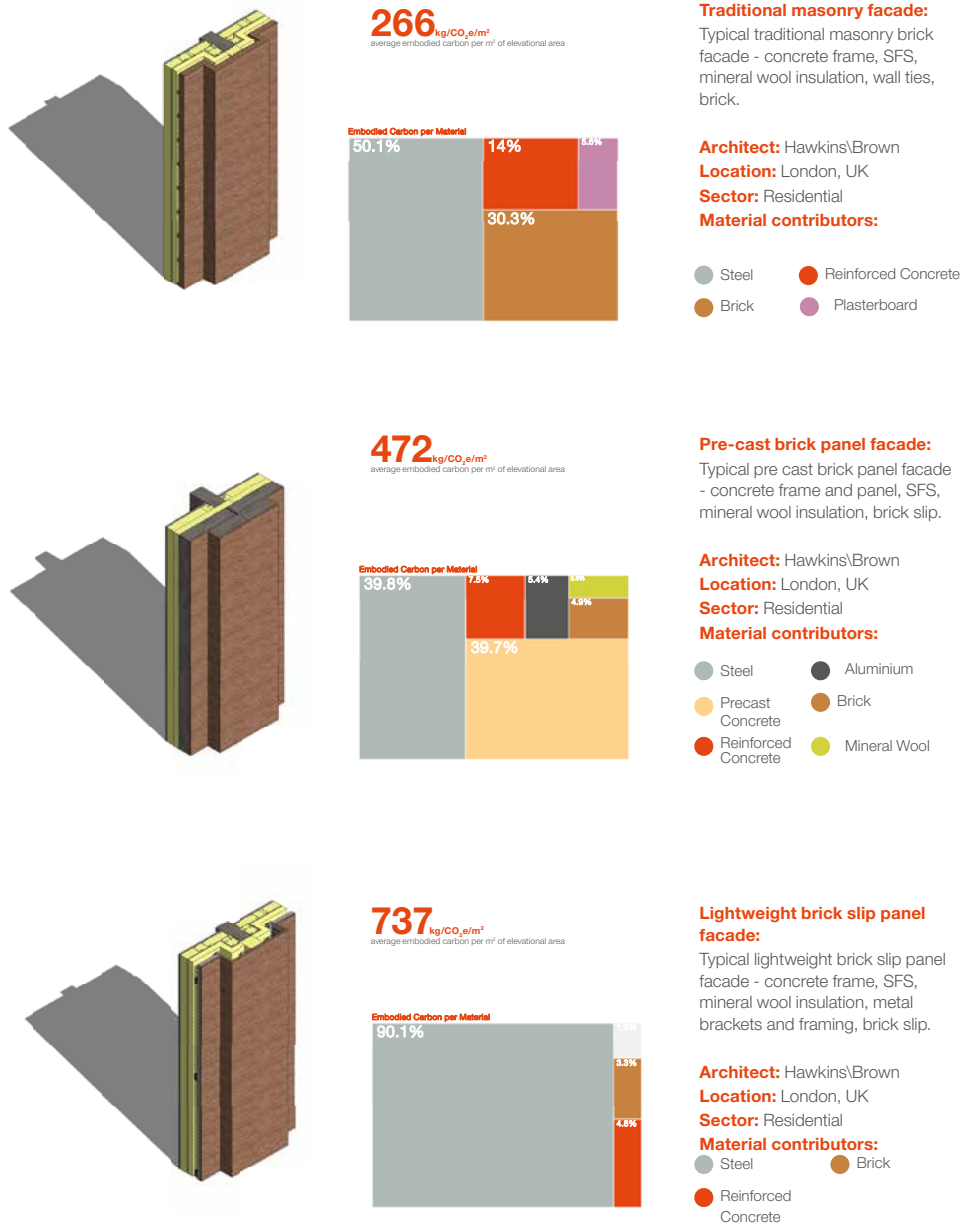 266kg/CO₂e/m²
average embodied carbon per m² of elevational area
Embodied Carbon per Material
50.1%
14%
5.6%
30.3%
Traditional masonry facade:
Typical traditional masonry brick
facade - concrete frame, SFS,
mineral wool insulation, wall ties,
brick.
Architect: Hawkins\Brown
Location: London, UK
Sector: Residential
Material contributors:
Steel
Reinforced Concrete
Brick
Plasterboard
472kg/CO₂e/m²
average embodied carbon per m² of elevational area
Embodied Carbon per Material
39.8%
7.5%
5.4%
4.9%
39.7%
Pre-cast brick panel facade:
Typical pre cast brick panel facade
- concrete frame and panel, SFS,
mineral wool insulation, brick slip.
Architect: Hawkins\Brown
Location: London, UK
Sector: Residential
Material contributors:
Steel
Aluminium
Precast
Concrete
Brick
Reinforced
Concrete
Mineral Wool
737kg/CO₂e/m²
average embodied carbon per m² of elevational area
Embodied Carbon per Material
90.1%
3.3%
4.8%
Lightweight brick slip panel
facade:
Typical lightweight brick slip panel
facade - concrete frame, SFS,
mineral wool insulation, metal
brackets and framing, brick slip.
Architect: Hawkins\Brown
Location: London, UK
Sector: Residential
Material contributors:
Steel
Brick
Reinforced
Concrete